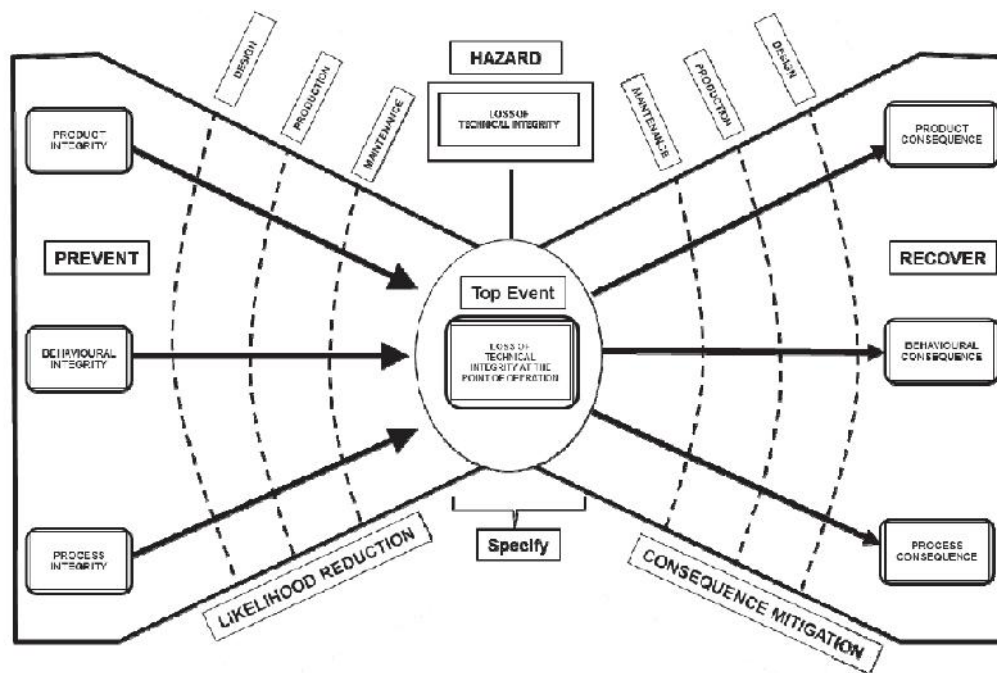 DESIGN
PRODUCTION
MAINTENANCE
HAZARD
LOSS OF
TECHNICAL INTEGRITY
MAINTENANCE
PRODUCTION
DESIGN
PRODUCT
INTEGRITY
PRODUCT
CONSEQUENCE
PREVENT
RECOVER
Top Event
BEHAVIOURAL
INTEGRITY
LOSS OF
TECHNICAL
INTEGRITY AT THE
POINT OF OPERATION
BEHAVIOURAL
CONSEQUENCE
PROCESS
INTEGRITY
LIKELIHOOD REDUCTION
Specify
CONSEQUENCE MITIGATION
PROCESS
CONSEQUENCE